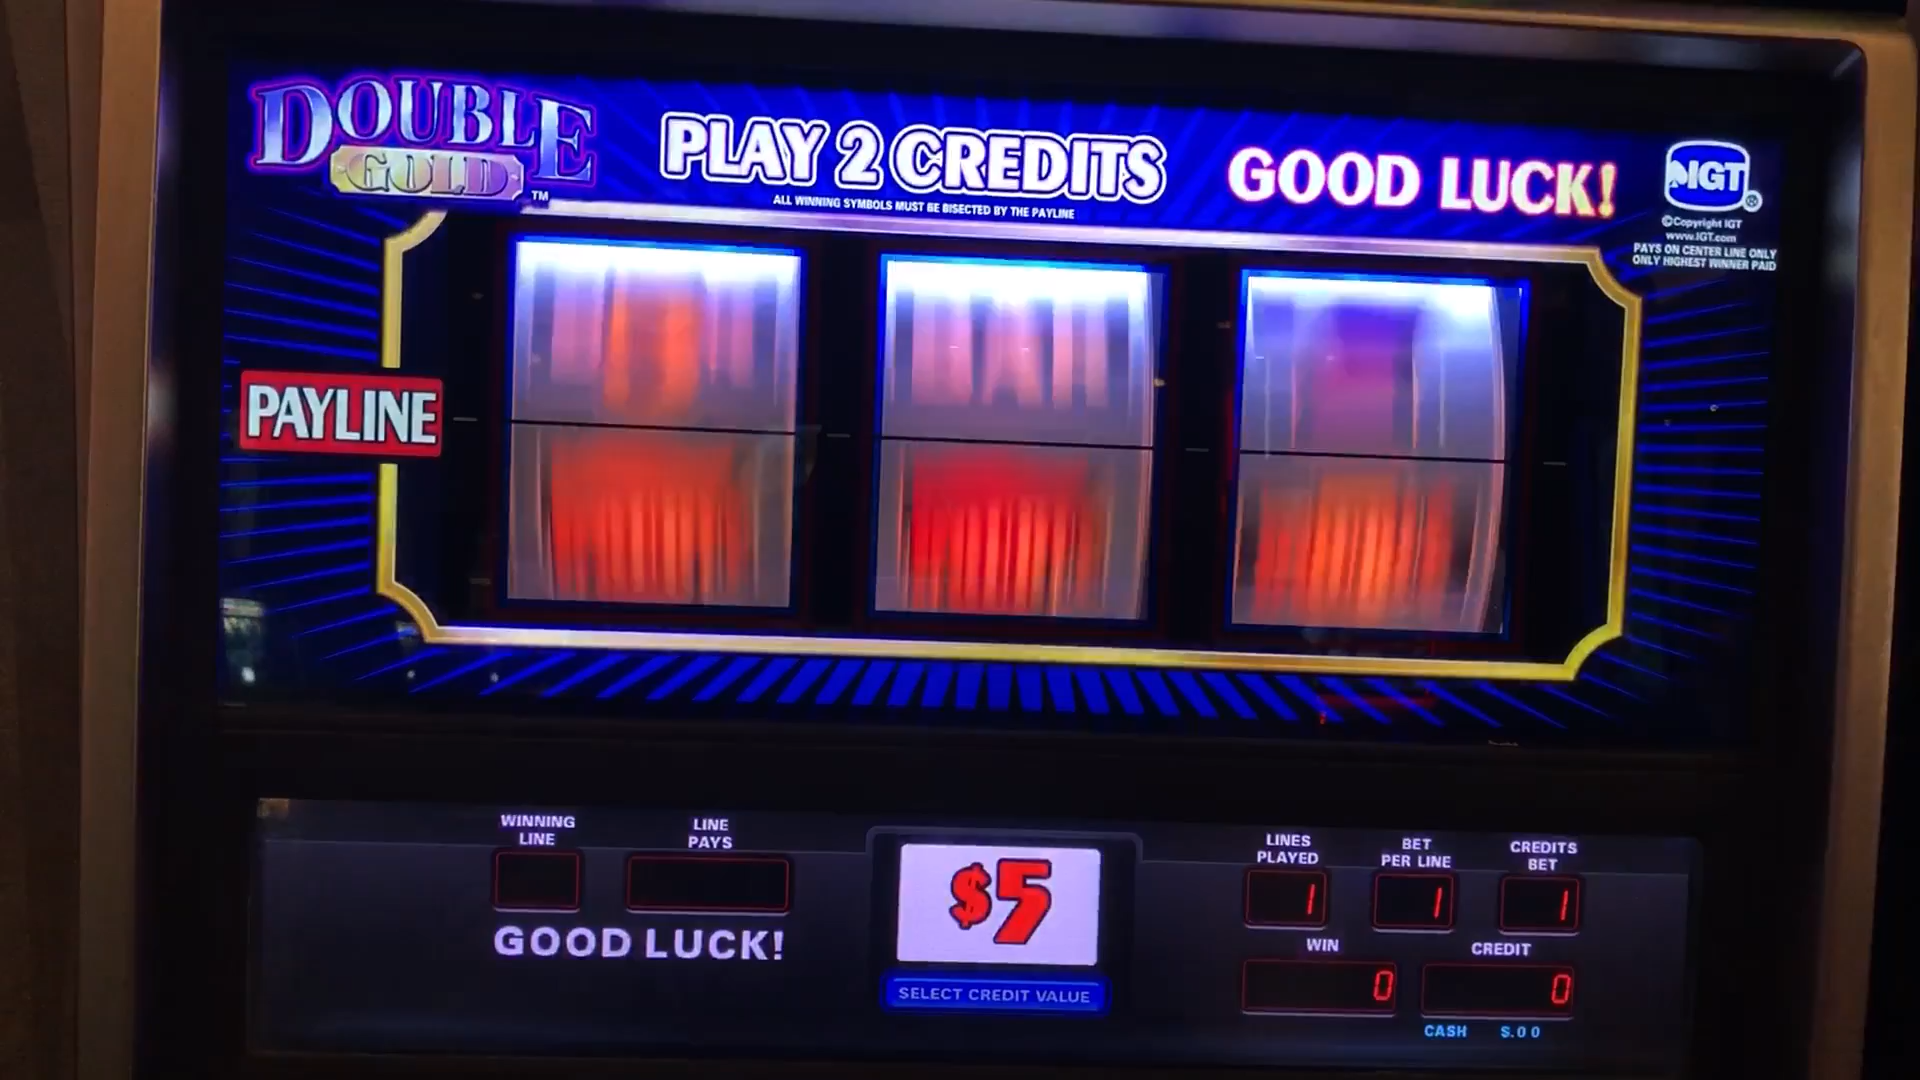 DOUBLE
GOLD™
PLAY 2 CREDITS
ALL WINNING SYMBOLS MUST BE BISECTED BY THE PAYLINE
GOOD LUCK!
IGT®
©Copyright IGT
www.IGT.com
PAYS ON CENTER LINE ONLY
ONLY HIGHEST WINNER PAID
PAYLINE
WINNING
LINE
LINE
PAYS
GOOD LUCK!
$5
SELECT CREDIT VALUE
LINES
PLAYED
1
BET
PER LINE
1
CREDITS
BET
1
WIN
0
CREDIT
0
CASH $.00